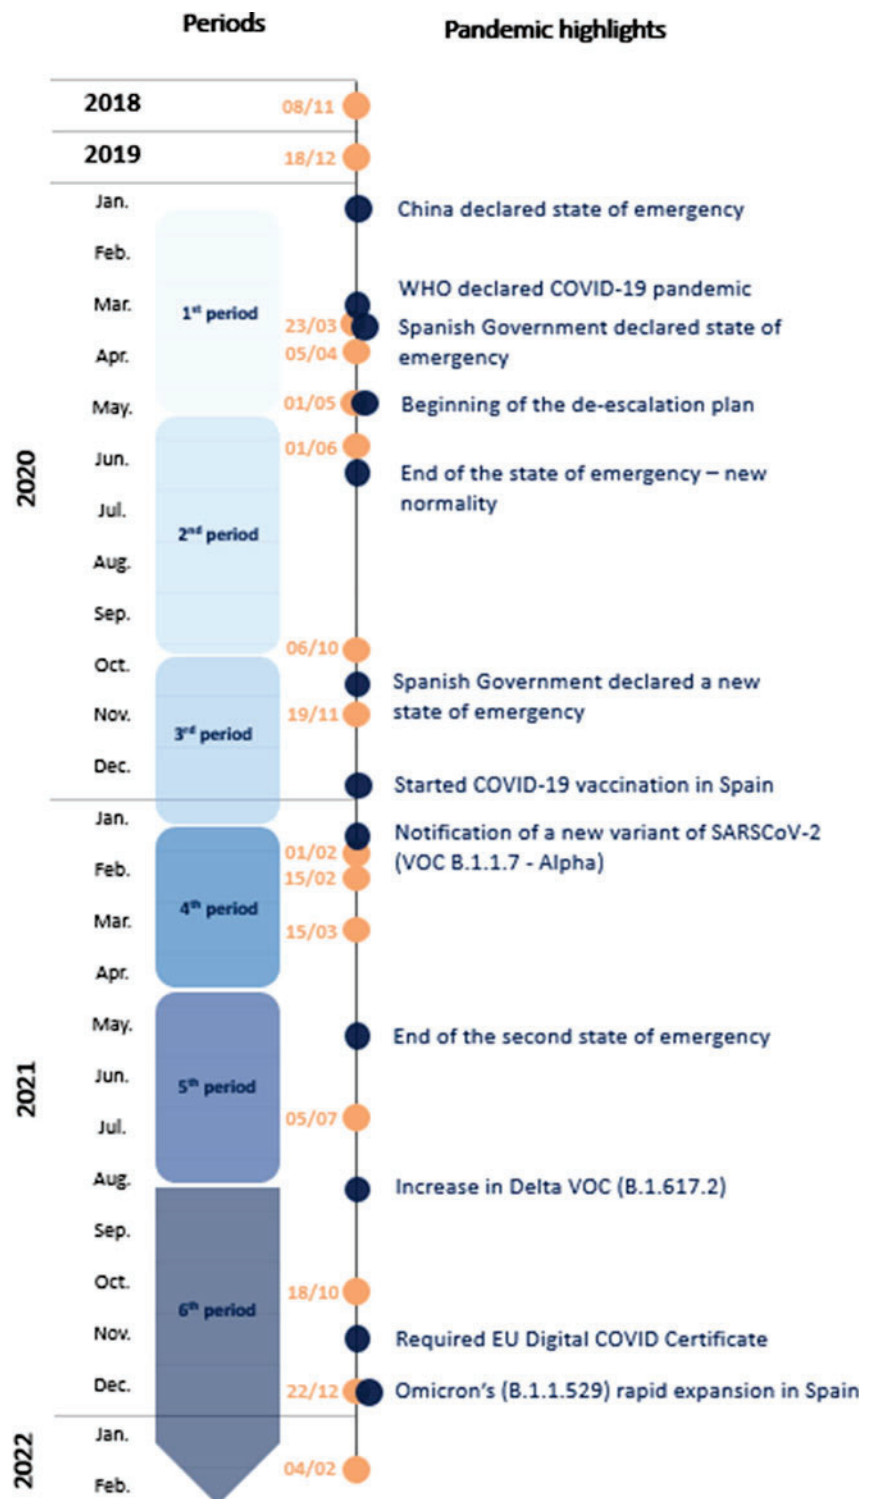 Periods
Pandemic highlights
2018
08/11
2019
18/12
2020
Jan.
China declared state of emergency
Feb.
WHO declared COVID-19 pandemic
Mar.
1st period
23/03
Spanish Government declared state of
emergency
Apr.
05/04
May.
01/05
Beginning of the de-escalation plan
Jun.
01/06
End of the state of emergency – new
normality
Jul.
2nd period
Aug.
Sep.
06/10
Oct.
Spanish Government declared a new
state of emergency
Nov.
19/11
3rd period
Dec.
Started COVID-19 vaccination in Spain
2021
Jan.
Notification of a new variant of SARSCoV-2
(VOC B.1.1.7 - Alpha)
01/02
Feb.
15/02
4th period
Mar.
15/03
Apr.
May.
End of the second state of emergency
Jun.
5th period
05/07
Jul.
Aug.
Increase in Delta VOC (B.1.617.2)
Sep.
Oct.
18/10
6th period
Nov.
Required EU Digital COVID Certificate
Dec.
22/12
Omicron's (B.1.1.529) rapid expansion in Spain
2022
Jan.
04/02
Feb.